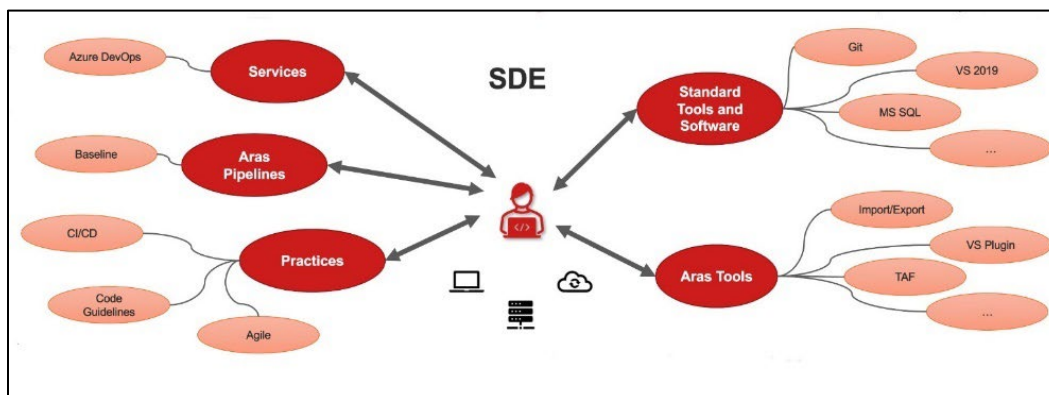 SDE
Azure DevOps
Services
Baseline
Aras
Pipelines
CI/CD
Practices
Code
Guidelines
Agile
</>
Git
Standard
Tools and
Software
VS 2019
MS SQL
...
Import/Export
Aras Tools
VS Plugin
TAF
...